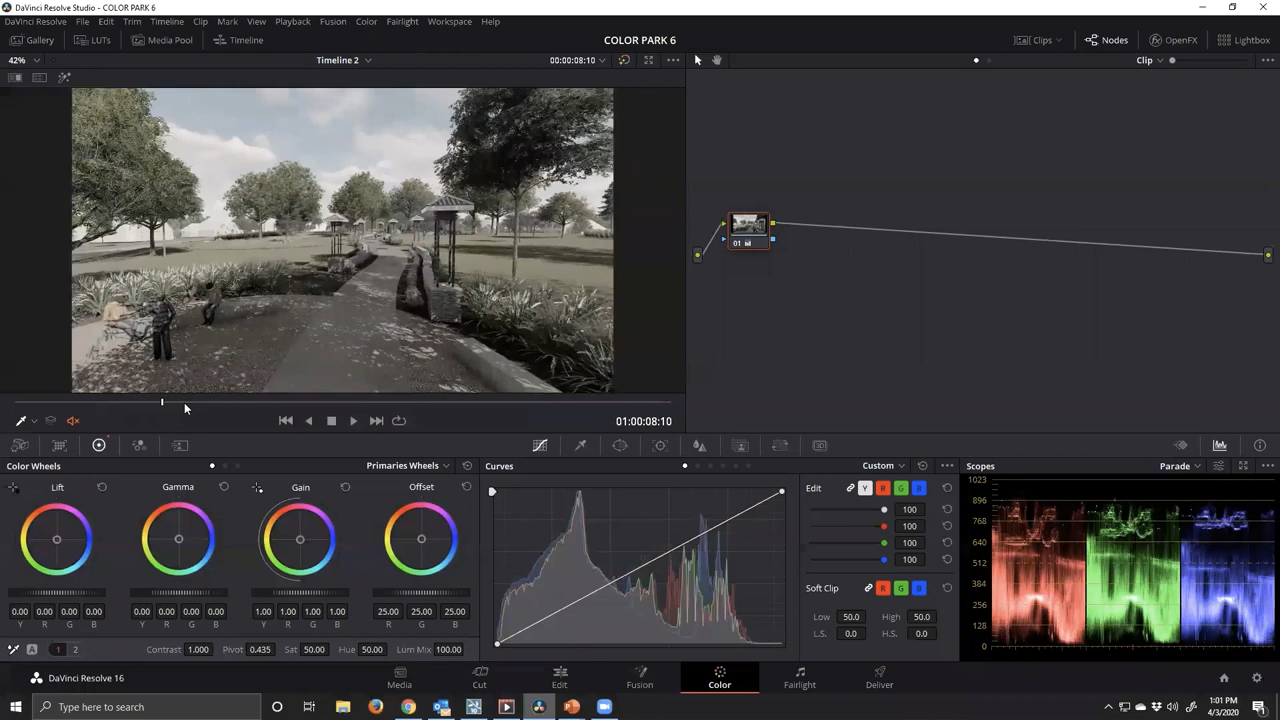 DaVinci Resolve Studio - COLOR PARK 6
DaVinci Resolve File Edit Trim Timeline Clip Mark View Playback Fusion Color Fairlight Workspace Help
Gallery LUTs Media Pool Timeline COLOR PARK 6 Clips Nodes OpenFX Lightbox
42% Timeline 2 00:00:08:10 Clip
01
01:00:08:10
Color Wheels Primaries Wheels Curves Custom Scopes Parade
Lift Gamma Gain Offset
Edit Y R G B
100
100
100
100
Soft Clip R G B
Low 50.0 High 50.0
L.S. 0.0 H.S. 0.0
1023
896
768
640
512
384
256
128
0
0.00 0.00 0.00 0.00 0.00 0.00 0.00 0.00 1.00 1.00 1.00 1.00 25.00 25.00 25.00
Y R G B Y R G B Y R G B R G B
A 1 2 Contrast 1.000 Pivot 0.435 Sat 50.00 Hue 50.00 Lum Mix 100.00
DaVinci Resolve 16 Media Cut Edit Fusion Color Fairlight Deliver
Type here to search
1:01 PM
4/3/2020